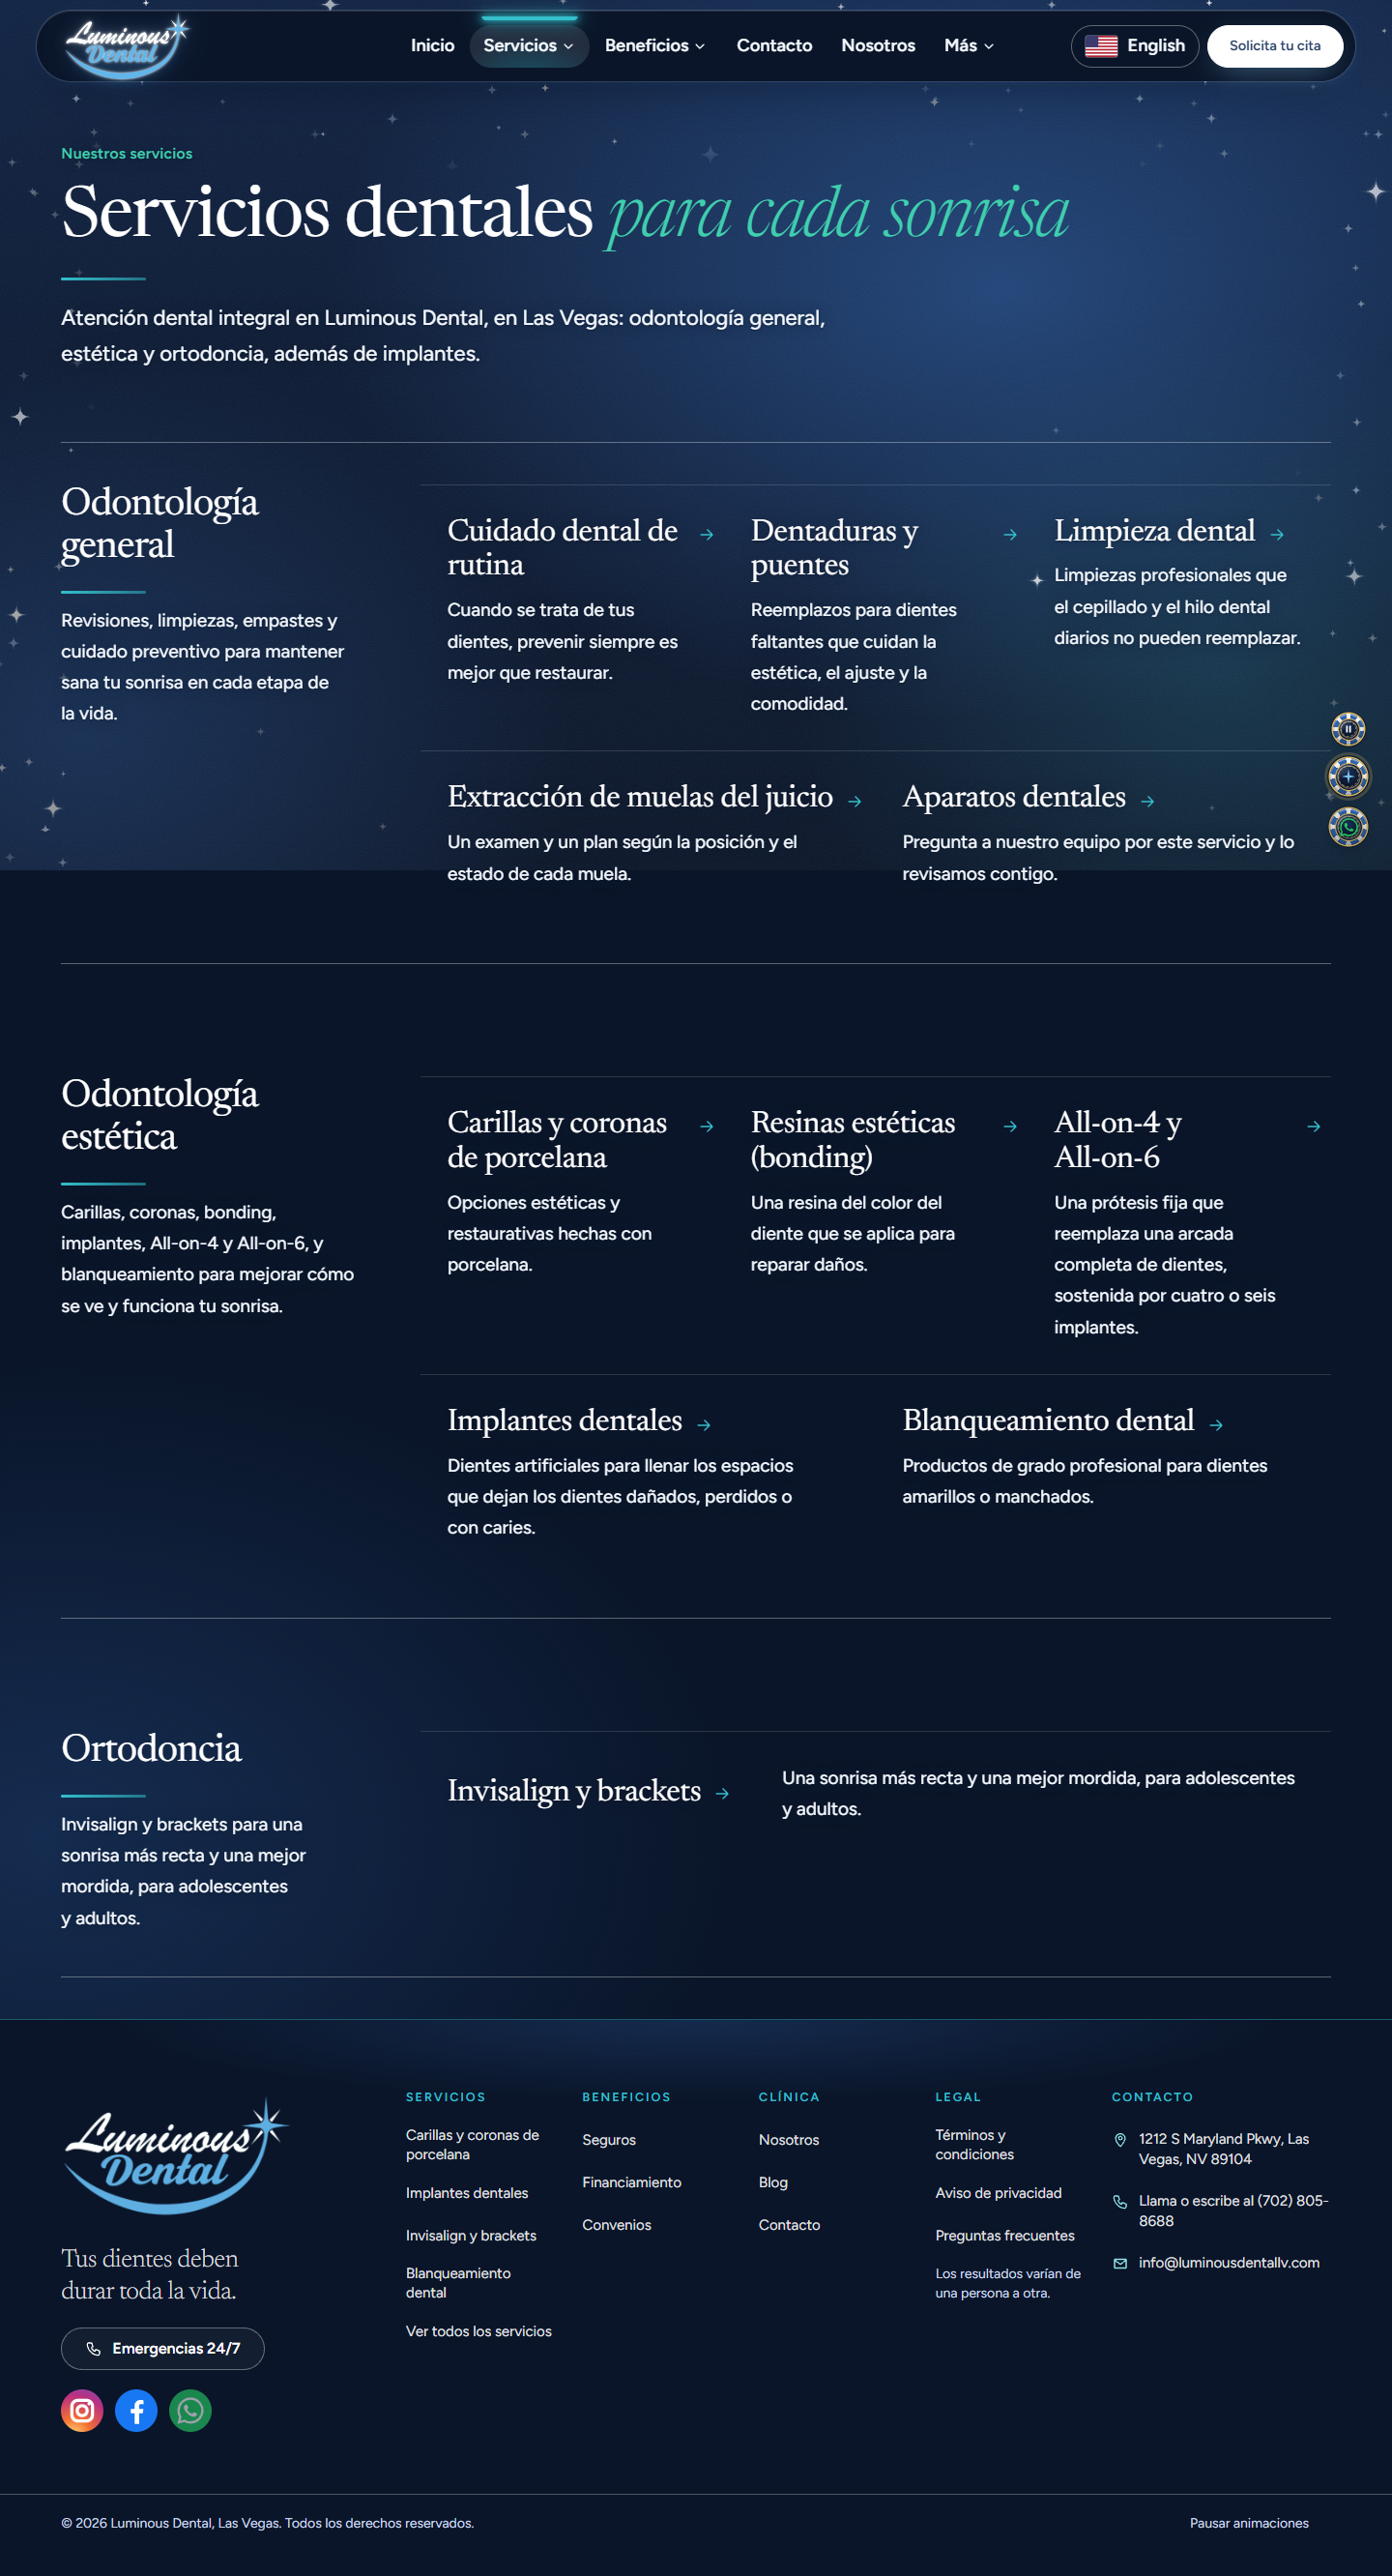 Luminous
Dental
Inicio
Servicios
Beneficios
Contacto
Nosotros
Más
English
Solicita tu cita
Nuestros servicios
Servicios dentales para cada sonrisa
Atención dental integral en Luminous Dental, en Las Vegas: odontología general,
estética y ortodoncia, además de implantes.
Odontología
general
Revisiones, limpiezas, empastes y
cuidado preventivo para mantener
sana tu sonrisa en cada etapa de
la vida.
Cuidado dental de
rutina
Cuando se trata de tus
dientes, prevenir siempre es
mejor que restaurar.
Dentaduras y
puentes
Reemplazos para dientes
faltantes que cuidan la
estética, el ajuste y la
comodidad.
Limpieza dental
Limpiezas profesionales que
el cepillado y el hilo dental
diarios no pueden reemplazar.
Extracción de muelas del juicio
Un examen y un plan según la posición y el
estado de cada muela.
Aparatos dentales
Pregunta a nuestro equipo por este servicio y lo
revisamos contigo.
Odontología
estética
Carillas, coronas, bonding,
implantes, All-on-4 y All-on-6, y
blanqueamiento para mejorar cómo
se ve y funciona tu sonrisa.
Carillas y coronas
de porcelana
Opciones estéticas y
restaurativas hechas con
porcelana.
Resinas estéticas
(bonding)
Una resina del color del
diente que se aplica para
reparar daños.
All-on-4 y
All-on-6
Una prótesis fija que
reemplaza una arcada
completa de dientes,
sostenida por cuatro o seis
implantes.
Implantes dentales
Dientes artificiales para llenar los espacios
que dejan los dientes dañados, perdidos o
con caries.
Blanqueamiento dental
Productos de grado profesional para dientes
amarillos o manchados.
Ortodoncia
Invisalign y brackets para una
sonrisa más recta y una mejor
mordida, para adolescentes
y adultos.
Invisalign y brackets
Una sonrisa más recta y una mejor mordida, para adolescentes
y adultos.
Luminous
Dental
Tus dientes deben
durar toda la vida.
Emergencias 24/7
SERVICIOS
Carillas y coronas de
porcelana
Implantes dentales
Invisalign y brackets
Blanqueamiento
dental
Ver todos los servicios
BENEFICIOS
Seguros
Financiamiento
Convenios
CLÍNICA
Nosotros
Blog
Contacto
LEGAL
Términos y
condiciones
Aviso de privacidad
Preguntas frecuentes
Los resultados varían de
una persona a otra.
CONTACTO
1212 S Maryland Pkwy, Las
Vegas, NV 89104
Llama o escribe al (702) 805-
8688
info@luminousdentallv.com
© 2026 Luminous Dental, Las Vegas. Todos los derechos reservados.
Pausar animaciones